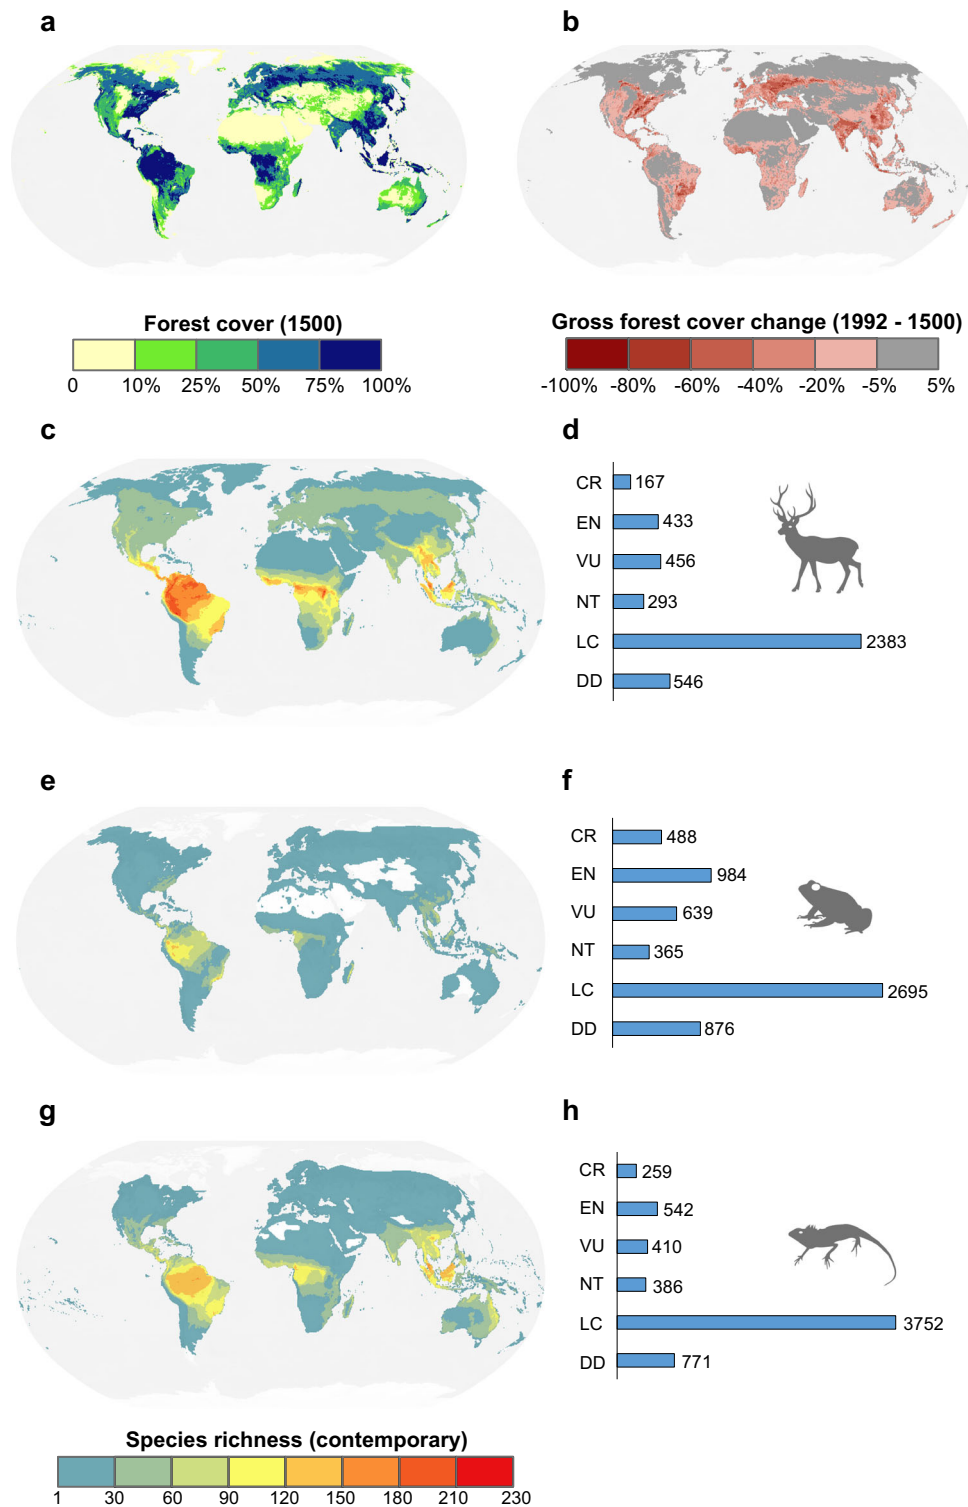 a
b
Forest cover (1500)
0 10% 25% 50% 75% 100%
Gross forest cover change (1992 - 1500)
-100% -80% -60% -40% -20% -5% 5%
c
d
CR 167
EN 433
VU 456
NT 293
LC 2383
DD 546
e
f
CR 488
EN 984
VU 639
NT 365
LC 2695
DD 876
g
h
CR 259
EN 542
VU 410
NT 386
LC 3752
DD 771
Species richness (contemporary)
1 30 60 90 120 150 180 210 230